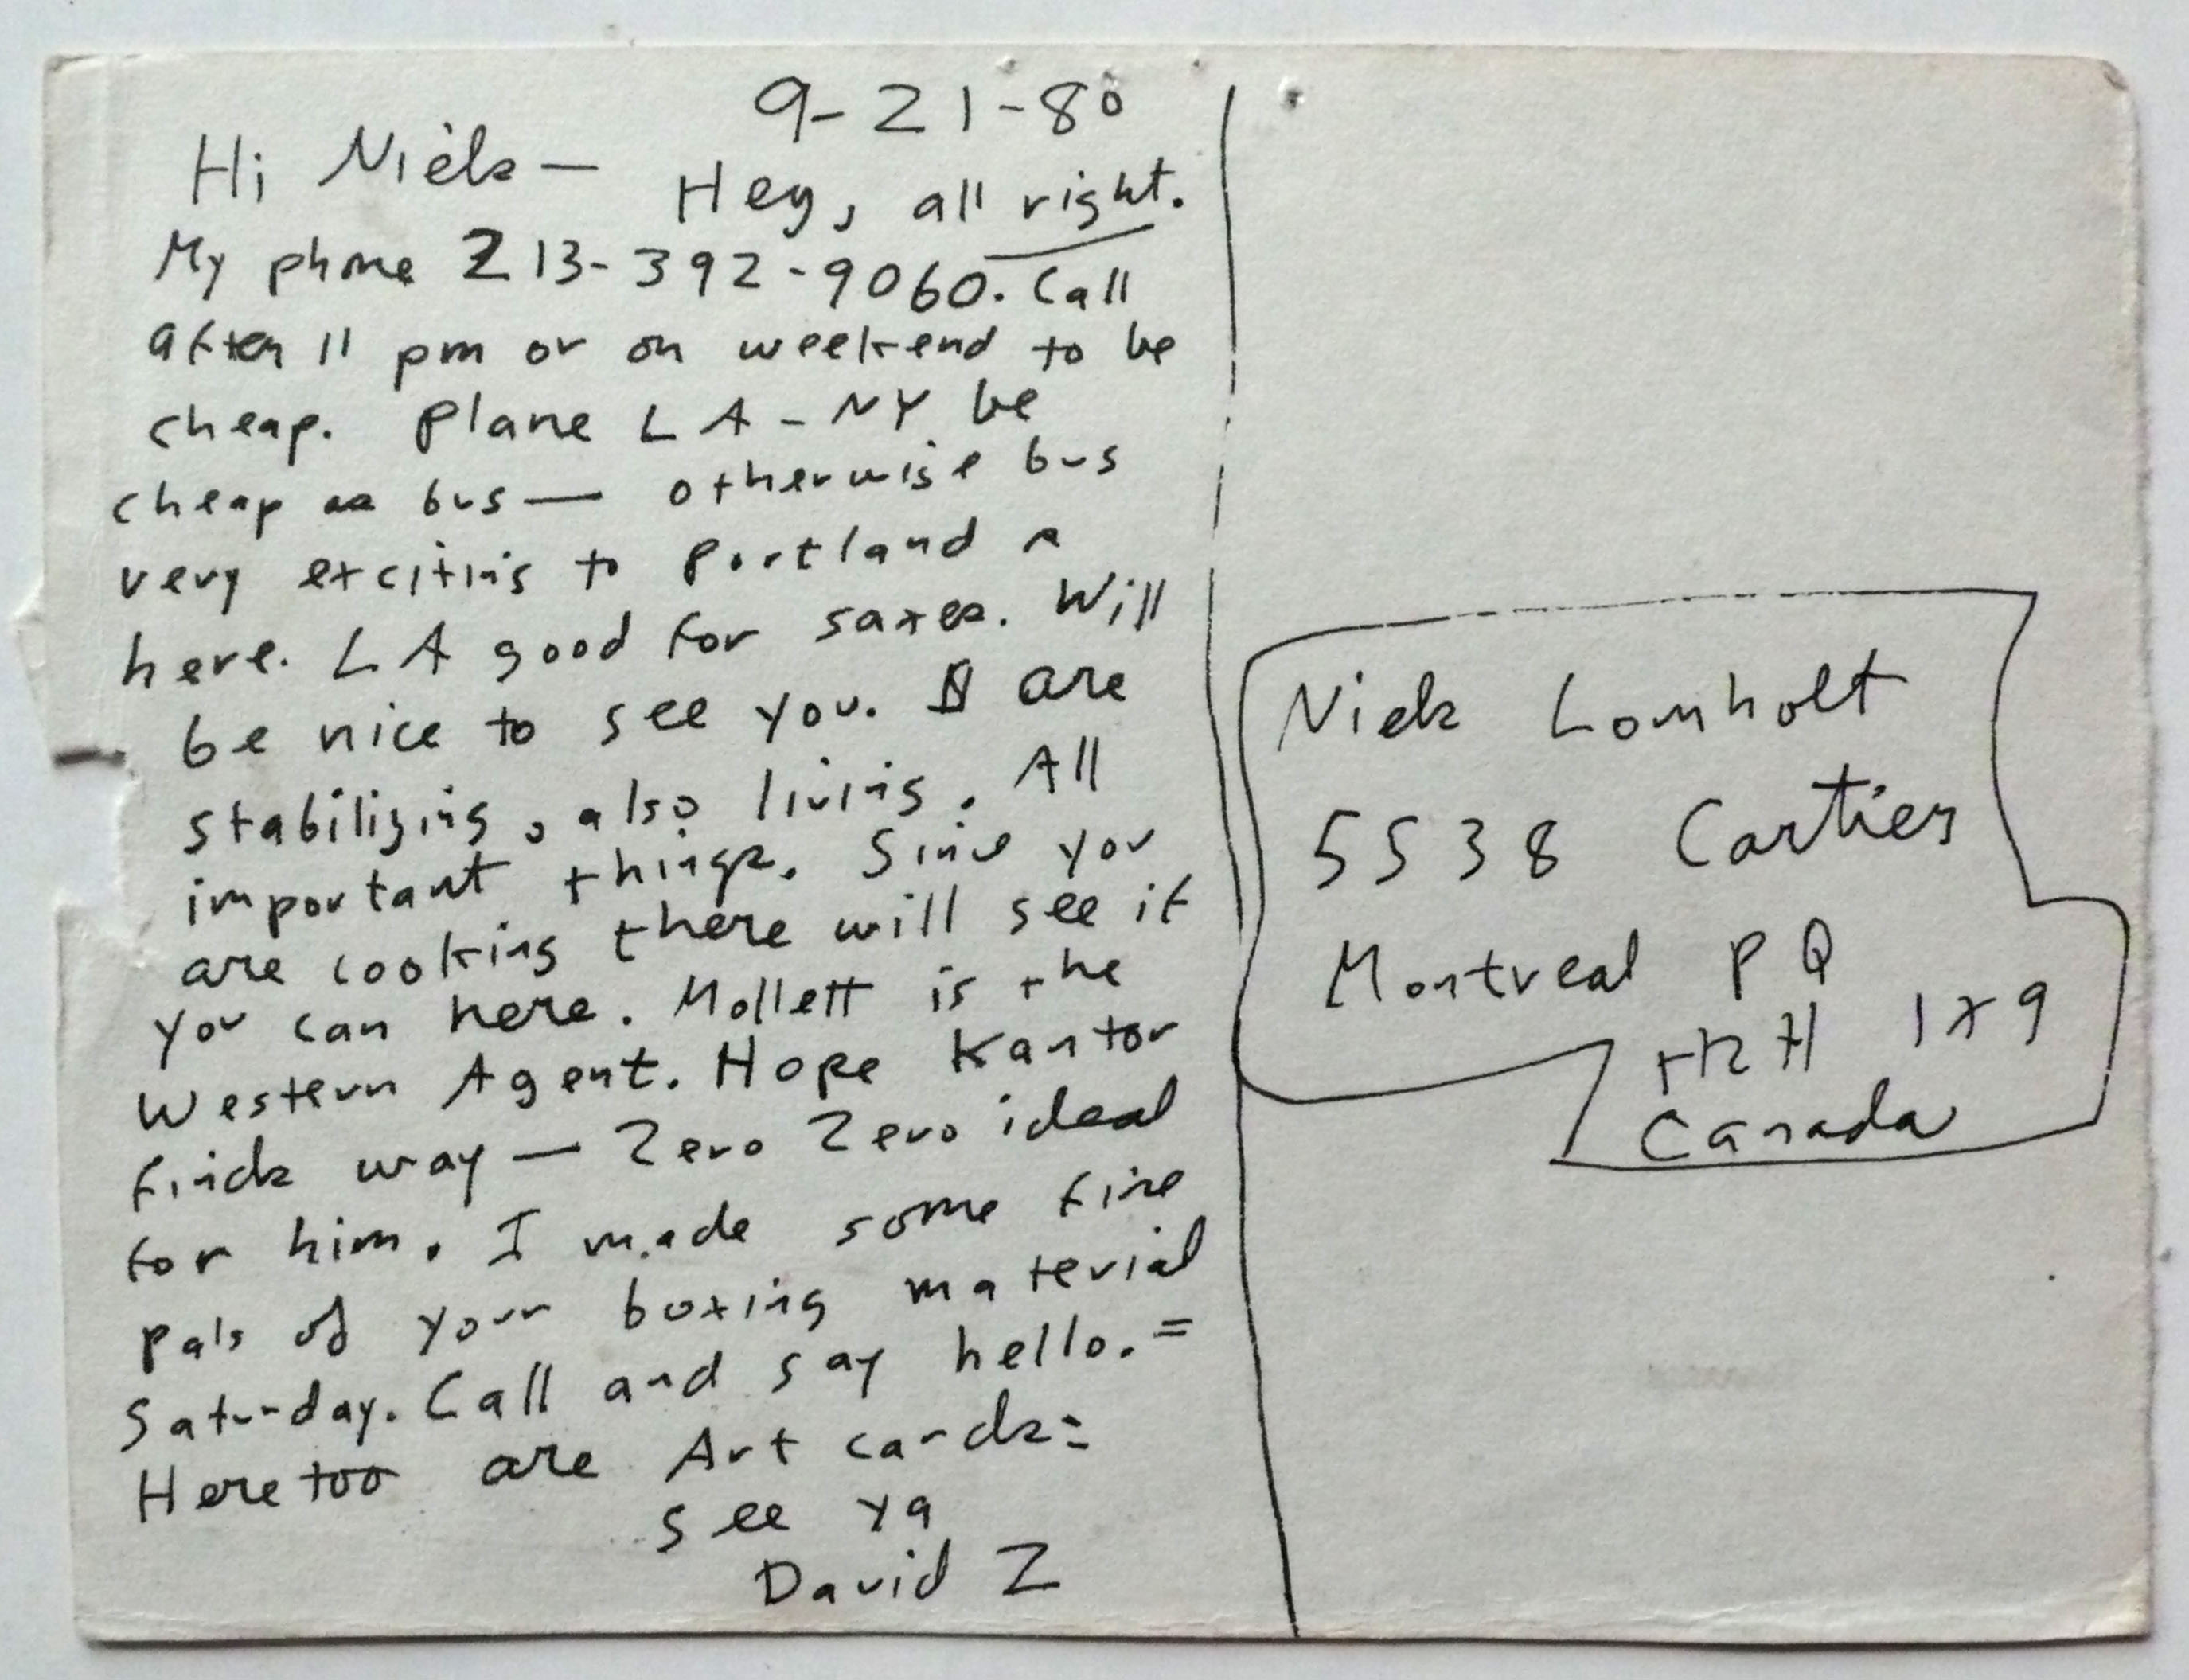 9-21-80
Hi Niels —
Hey, all right.
My phone 213-392-9060. Call
after 11 pm or on weekend to be
cheap. Plane LA - NY be
cheap as bus — otherwise bus
very exciting to Portland &
here. LA good for saxes. Will
be nice to see you. are
stabilizing, also living. All
important things. Since you
are cooking there will see if
you can here. Mollett is the
Western Agent. Hope Kantor
finds way — Zero Zero ideal
for him. I made some fine
pals of your boxing material
Saturday. Call and say hello. =
Here too are Art cards =
see ya
David Z
Niels Lomholt
5538 Cartier
Montreal PQ
H 1X9
Canada